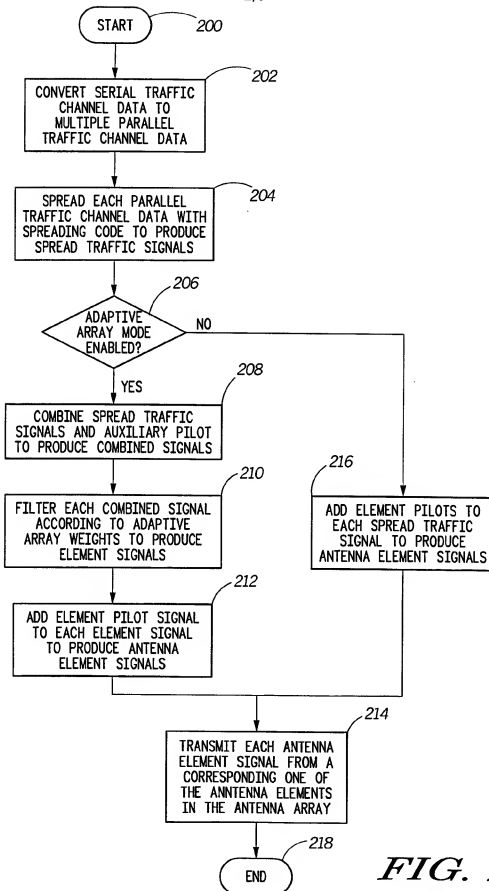 START
200
202
CONVERT SERIAL TRAFFIC
CHANNEL DATA TO
MULTIPLE PARALLEL
TRAFFIC CHANNEL DATA
204
SPREAD EACH PARALLEL
TRAFFIC CHANNEL DATA WITH
SPREADING CODE TO PRODUCE
SPREAD TRAFFIC SIGNALS
206
ADAPTIVE
ARRAY MODE
ENABLED?
NO
YES
208
COMBINE SPREAD TRAFFIC
SIGNALS AND AUXILIARY PILOT
TO PRODUCE COMBINED SIGNALS
210
FILTER EACH COMBINED SIGNAL
ACCORDING TO ADAPTIVE
ARRAY WEIGHTS TO PRODUCE
ELEMENT SIGNALS
216
ADD ELEMENT PILOTS TO
EACH SPREAD TRAFFIC
SIGNAL TO PRODUCE
ANTENNA ELEMENT SIGNALS
212
ADD ELEMENT PILOT SIGNAL
TO EACH ELEMENT SIGNAL
TO PRODUCE ANTENNA
ELEMENT SIGNALS
214
TRANSMIT EACH ANTENNA
ELEMENT SIGNAL FROM A
CORRESPONDING ONE OF
THE ANNTENNA ELEMENTS
IN THE ANTENNA ARRAY
218
END
FIG.